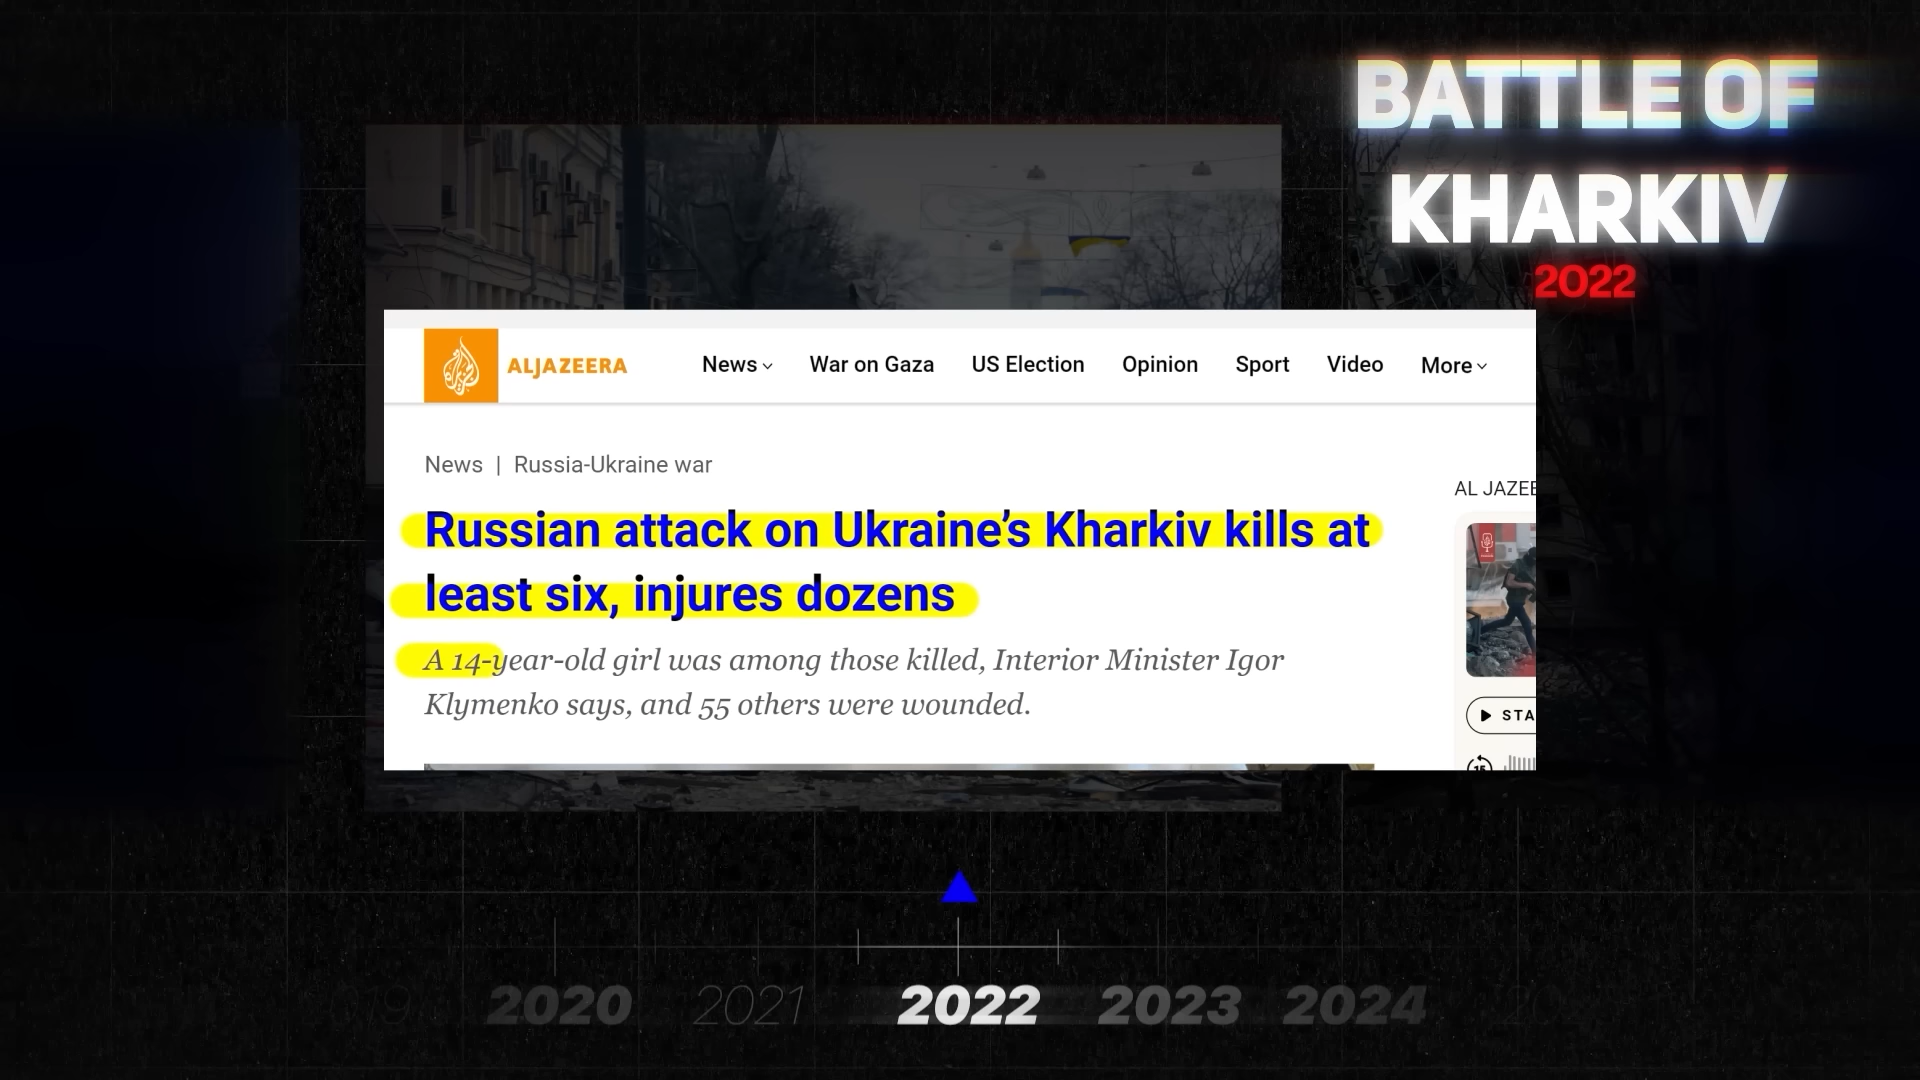 BATTLE OF
KHARKIV
2022
ALJAZEERA
News War on Gaza US Election Opinion Sport Video More
News | Russia-Ukraine war
AL JAZEE
Russian attack on Ukraine’s Kharkiv kills at
least six, injures dozens
A 14-year-old girl was among those killed, Interior Minister Igor
Klymenko says, and 55 others were wounded.
STA
15
2020 2021 2022 2023 2024